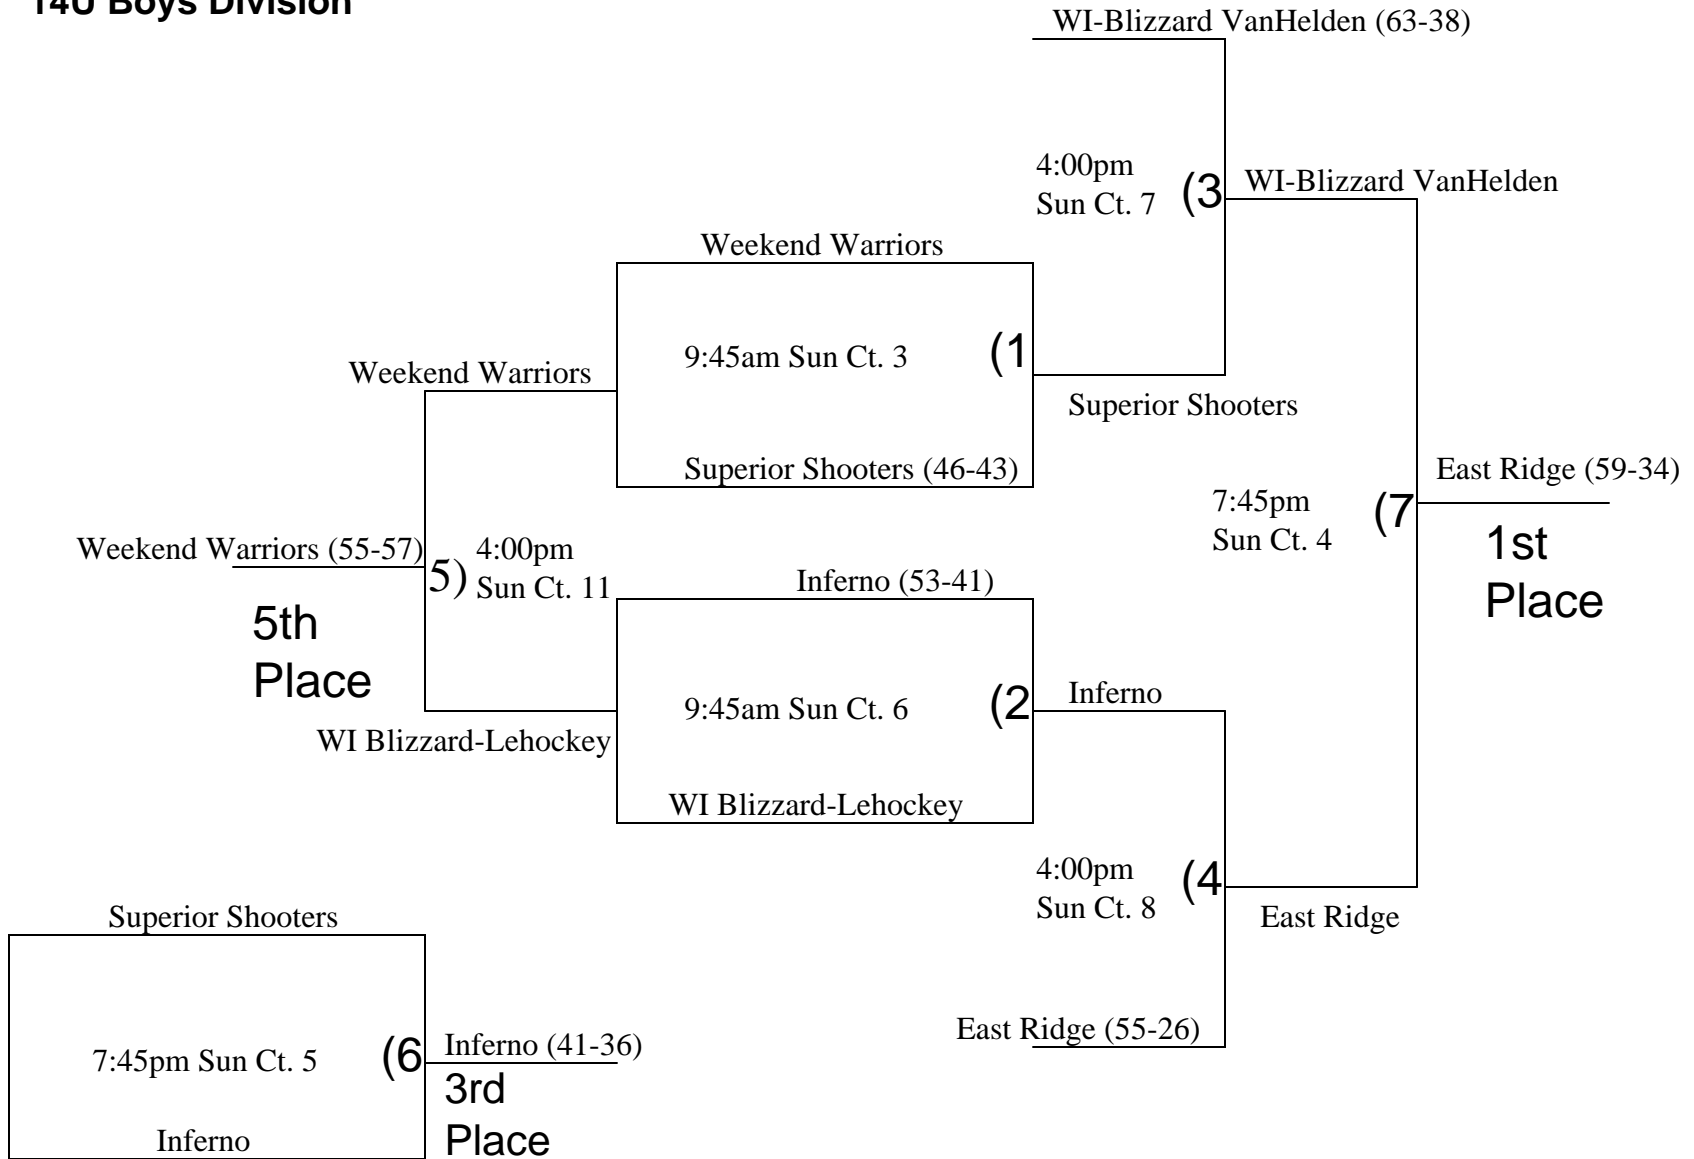 14U Boys Division
WI-Blizzard VanHelden (63-38)
4:00pm
Sun Ct. 7
(3
WI-Blizzard VanHelden
Weekend Warriors
9:45am Sun Ct. 3
(1
Weekend Warriors
Superior Shooters
Superior Shooters (46-43)
East Ridge (59-34)
7:45pm
Sun Ct. 4
(7
1st
Place
Weekend Warriors (55-57)
5)
4:00pm
Sun Ct. 11
Inferno (53-41)
5th
Place
9:45am Sun Ct. 6
(2
Inferno
WI Blizzard-Lehockey
WI Blizzard-Lehockey
4:00pm
Sun Ct. 8
(4
East Ridge
Superior Shooters
East Ridge (55-26)
7:45pm Sun Ct. 5
(6
Inferno (41-36)
3rd
Place
Inferno